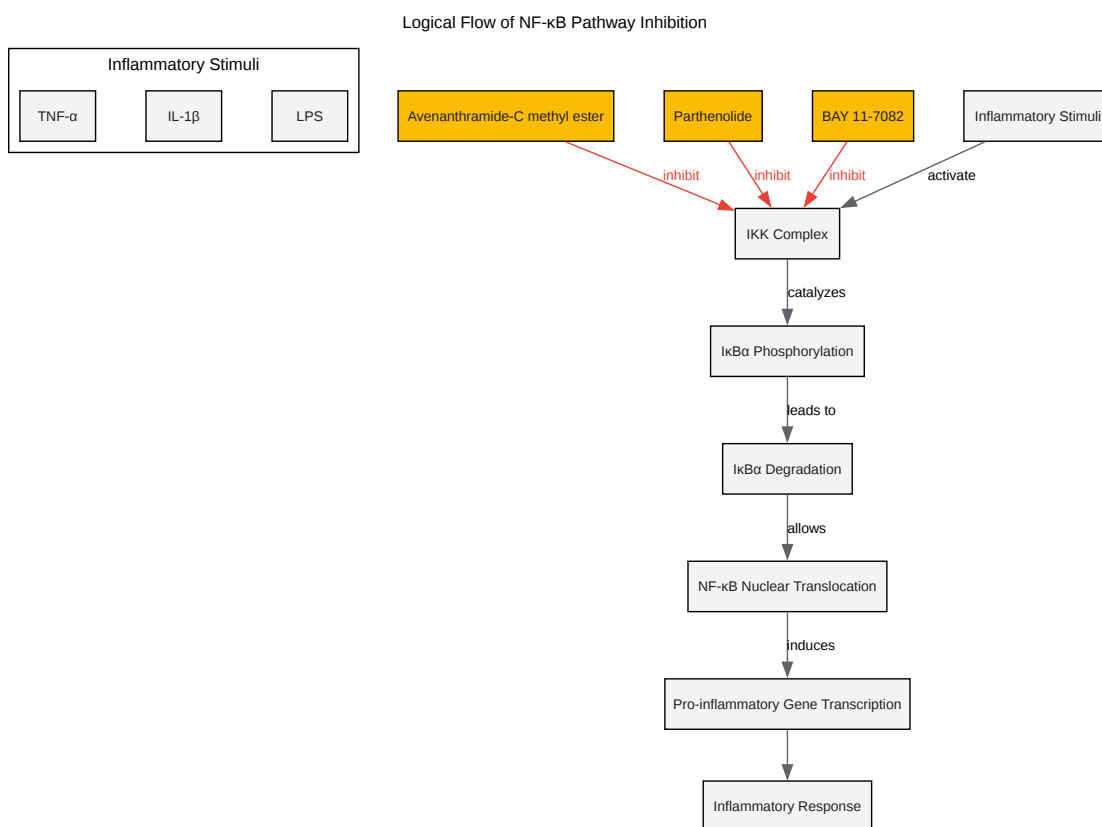 Logical Flow of NF-κB Pathway Inhibition
Inflammatory Stimuli
TNF-α
IL-1β
LPS
Avenanthramide-C methyl ester
Parthenolide
BAY 11-7082
Inflammatory Stimuli
inhibit
inhibit
inhibit
activate
IKK Complex
catalyzes
IκBα Phosphorylation
leads to
IκBα Degradation
allows
NF-κB Nuclear Translocation
induces
Pro-inflammatory Gene Transcription
Inflammatory Response